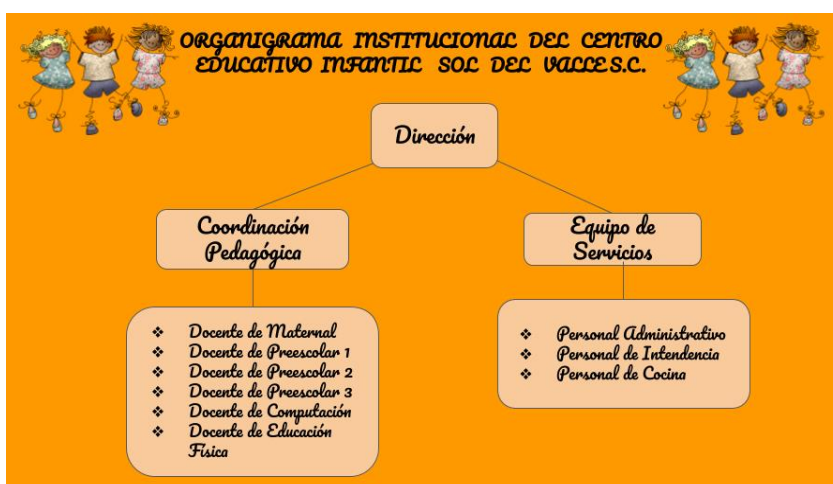 ORGANIGRAMA INSTITUCIONAL DEL CENTRO
EDUCATIVO INFANTIL SOL DEL VALLE S.C.
Dirección
Coordinación
Pedagógica
Equipo de
Servicios
❖ Docente de Maternal
❖ Docente de Preescolar 1
❖ Docente de Preescolar 2
❖ Docente de Preescolar 3
❖ Docente de Computación
❖ Docente de Educación
Física
❖ Personal Administrativo
❖ Personal de Intendencia
❖ Personal de Cocina